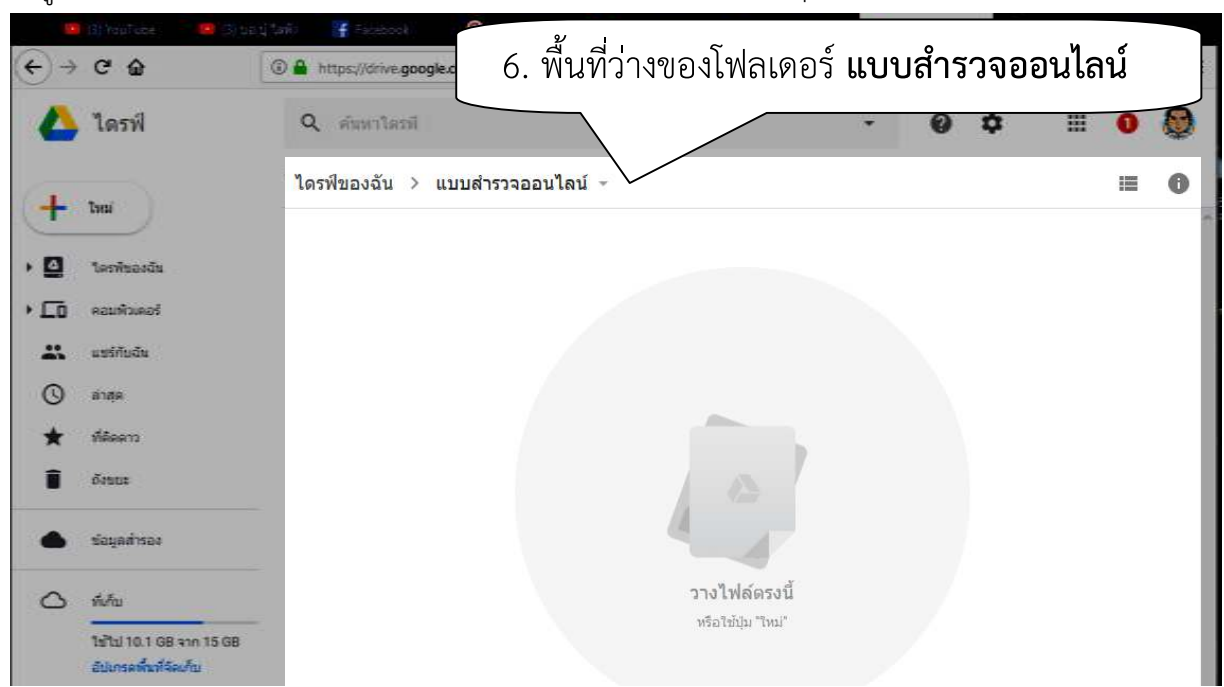 (3) YouTube
Facebook
6. พื้นที่ว่างของโฟลเดอร์ แบบสำรวจออนไลน์
https://drive.google.c
ไดรฟ์
ค้นหาไดรฟ์
1
ไดรฟ์ของฉัน > แบบสำรวจออนไลน์
ใหม่
ไดรฟ์ของฉัน
คอมพิวเตอร์
แชร์กับฉัน
ล่าสุด
ที่ติดดาว
ถังขยะ
ข้อมูลสำรอง
ที่เก็บ
ใช้ไป 10.1 GB จาก 15 GB
อัปเกรดพื้นที่จัดเก็บ
วางไฟล์ตรงนี้
หรือใช้ปุ่ม "ใหม่"